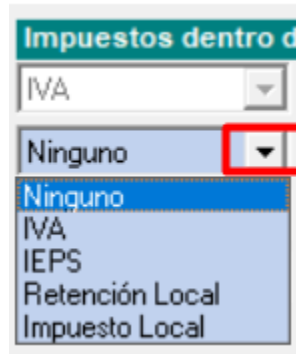 Impuestos dentro d
IVA
Ninguno
Ninguno
IVA
IEPS
Retención Local
Impuesto Local